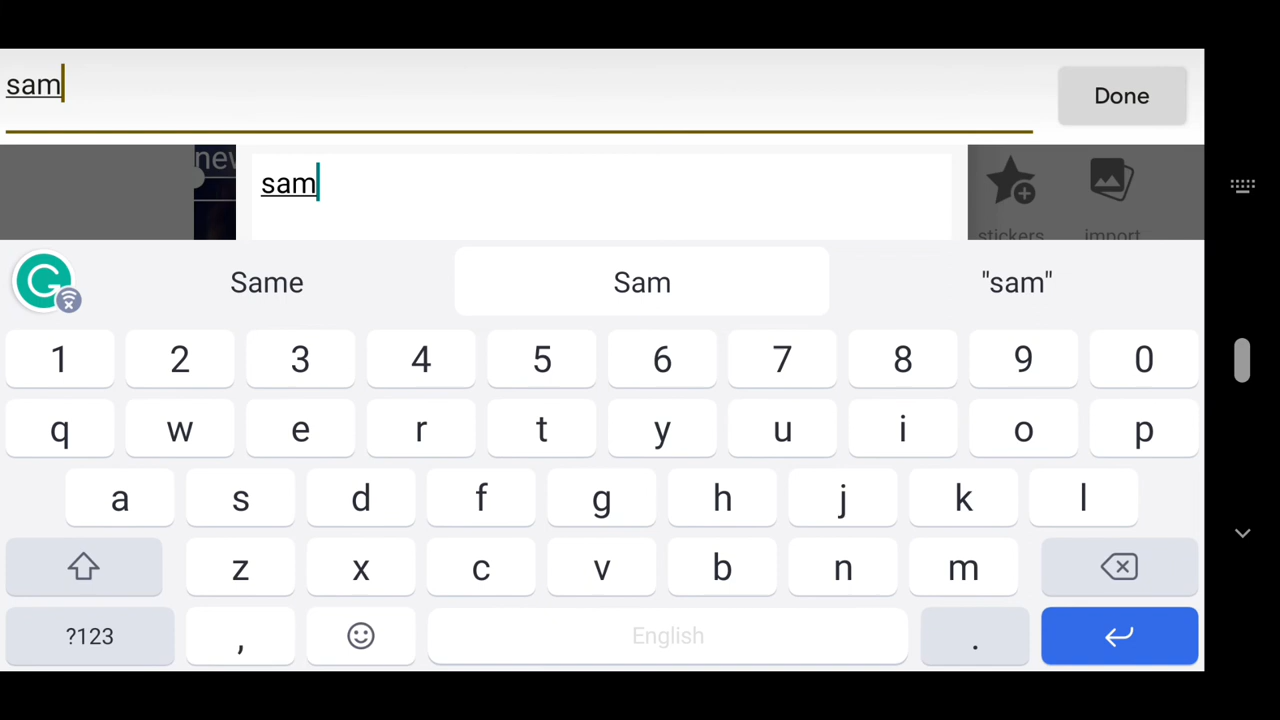 sam
Done
new
sam
stickers
import
Same
Sam
"sam"
1 2 3 4 5 6 7 8 9 0
q w e r t y u i o p
a s d f g h j k l
z x c v b n m
?123 , English .